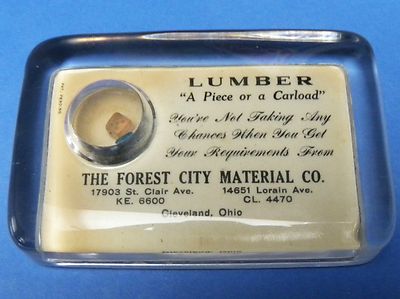 LUMBER
"A Piece or a Carload"
You're Not Taking Any
Chances When You Get
Your Requirements From
THE FOREST CITY MATERIAL CO.
17903 St. Clair Ave. 14651 Lorain Ave.
KE. 6600 CL. 4470
Cleveland, Ohio